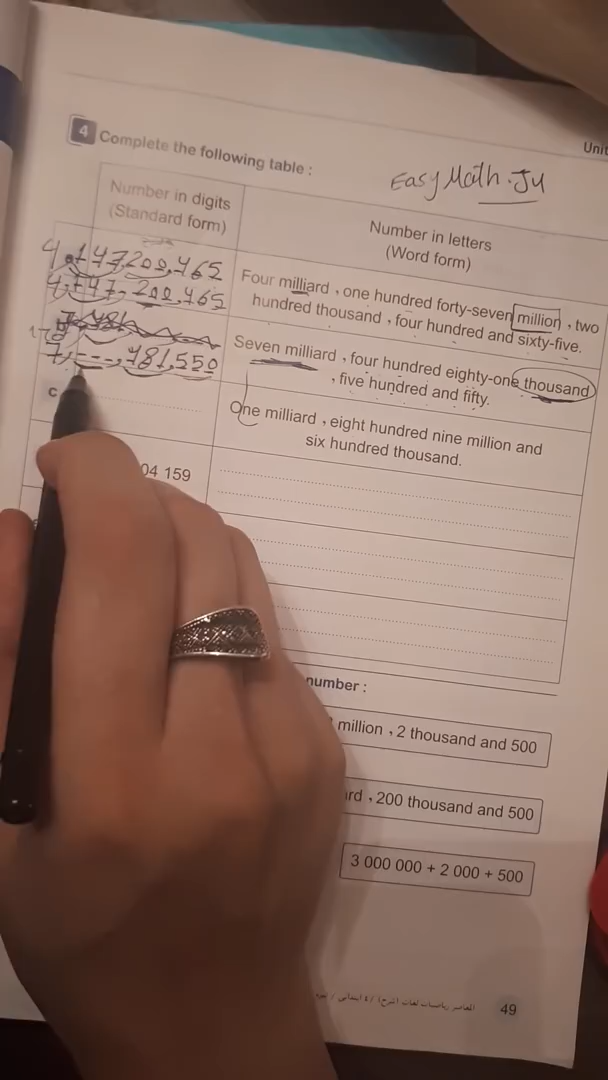 Unit
4 Complete the following table :
Easy Math.JU
Number in digits
(Standard form)
Number in letters
(Word form)
4,147,200,465
4,147,200,465
Four milliard , one hundred forty-seven million , two
hundred thousand , four hundred and sixty-five.
7,---,481,550
Seven milliard , four hundred eighty-one thousand
, five hundred and fifty.
c
One milliard , eight hundred nine million and
six hundred thousand.
04 159
number :
million , 2 thousand and 500
ard , 200 thousand and 500
3 000 000 + 2 000 + 500
49